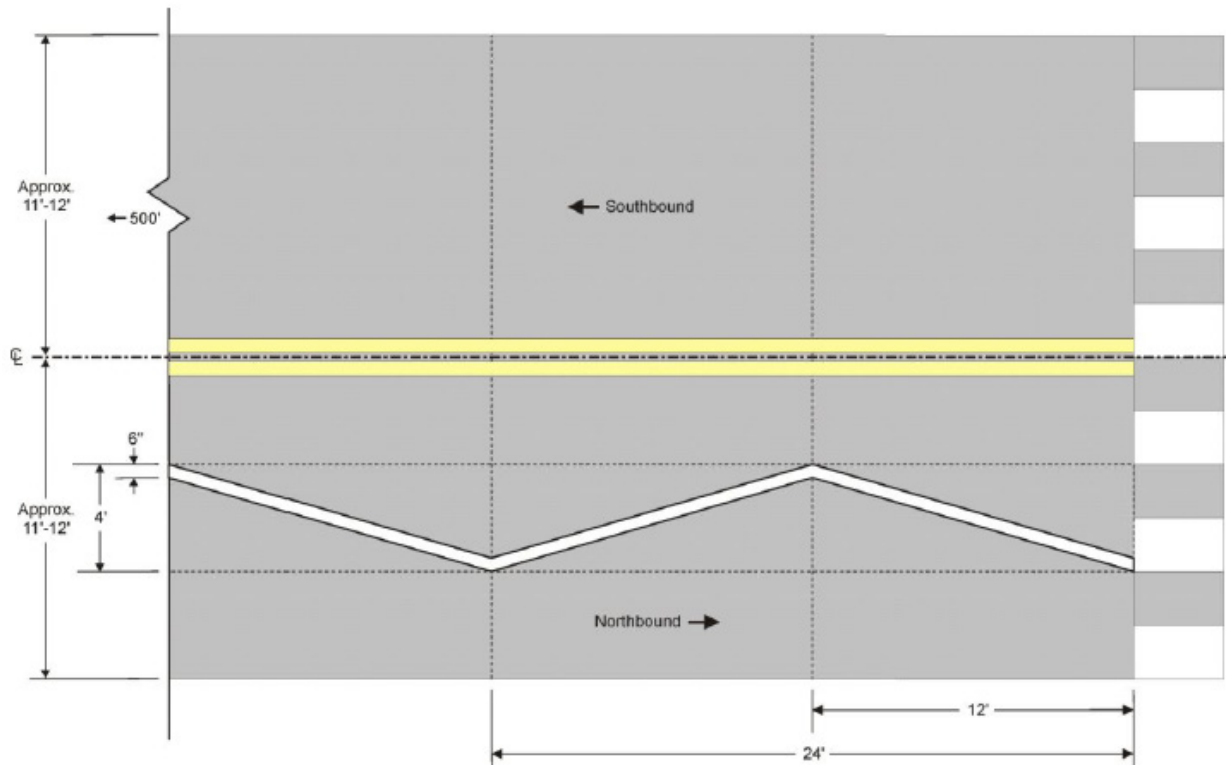 Approx.
11'-12'
← 500'
← Southbound
℄
6"
4'
Approx.
11'-12'
Northbound →
12'
24'